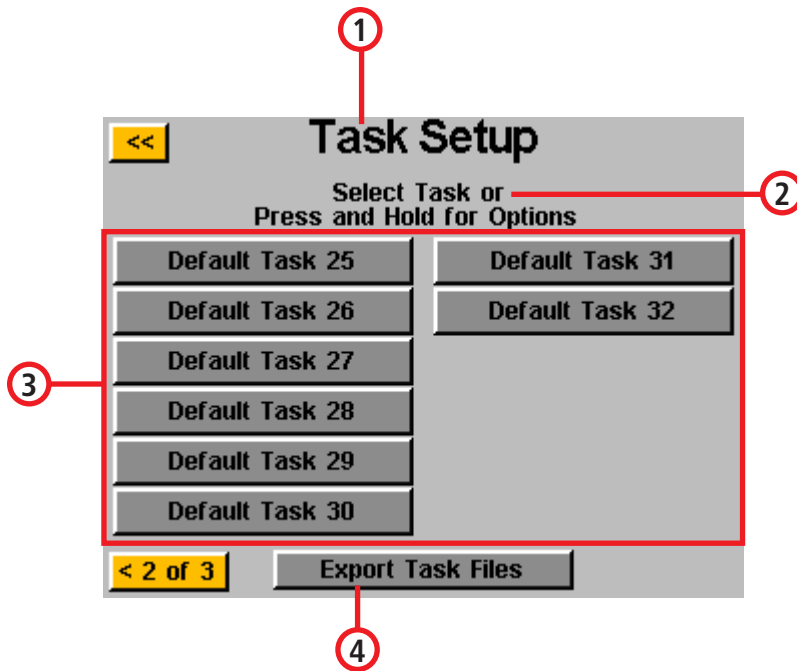 1
<<
Task Setup
Select Task or
2
Press and Hold for Options
Default Task 25
Default Task 31
Default Task 26
Default Task 32
Default Task 27
3
Default Task 28
Default Task 29
Default Task 30
< 2 of 3
Export Task Files
4